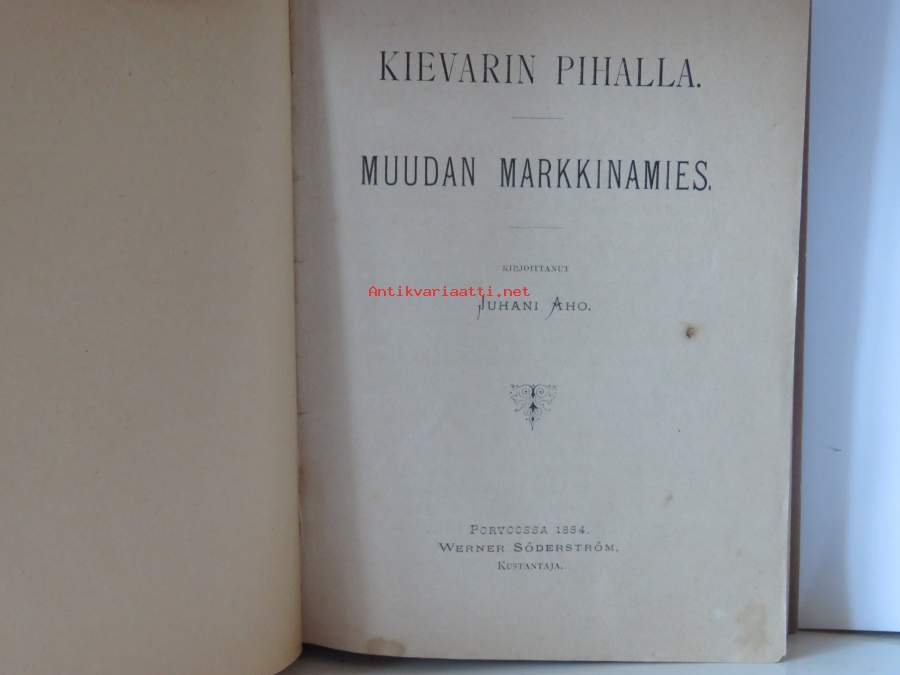 KIEVARIN PIHALLA.
MUUDAN MARKKINAMIES.
KIRJOITTANUT
Antikvariaatti.net
JUHANI AHO.
PORVOOSSA 1884.
WERNER SÖDERSTRÖM,
KUSTANTAJA.